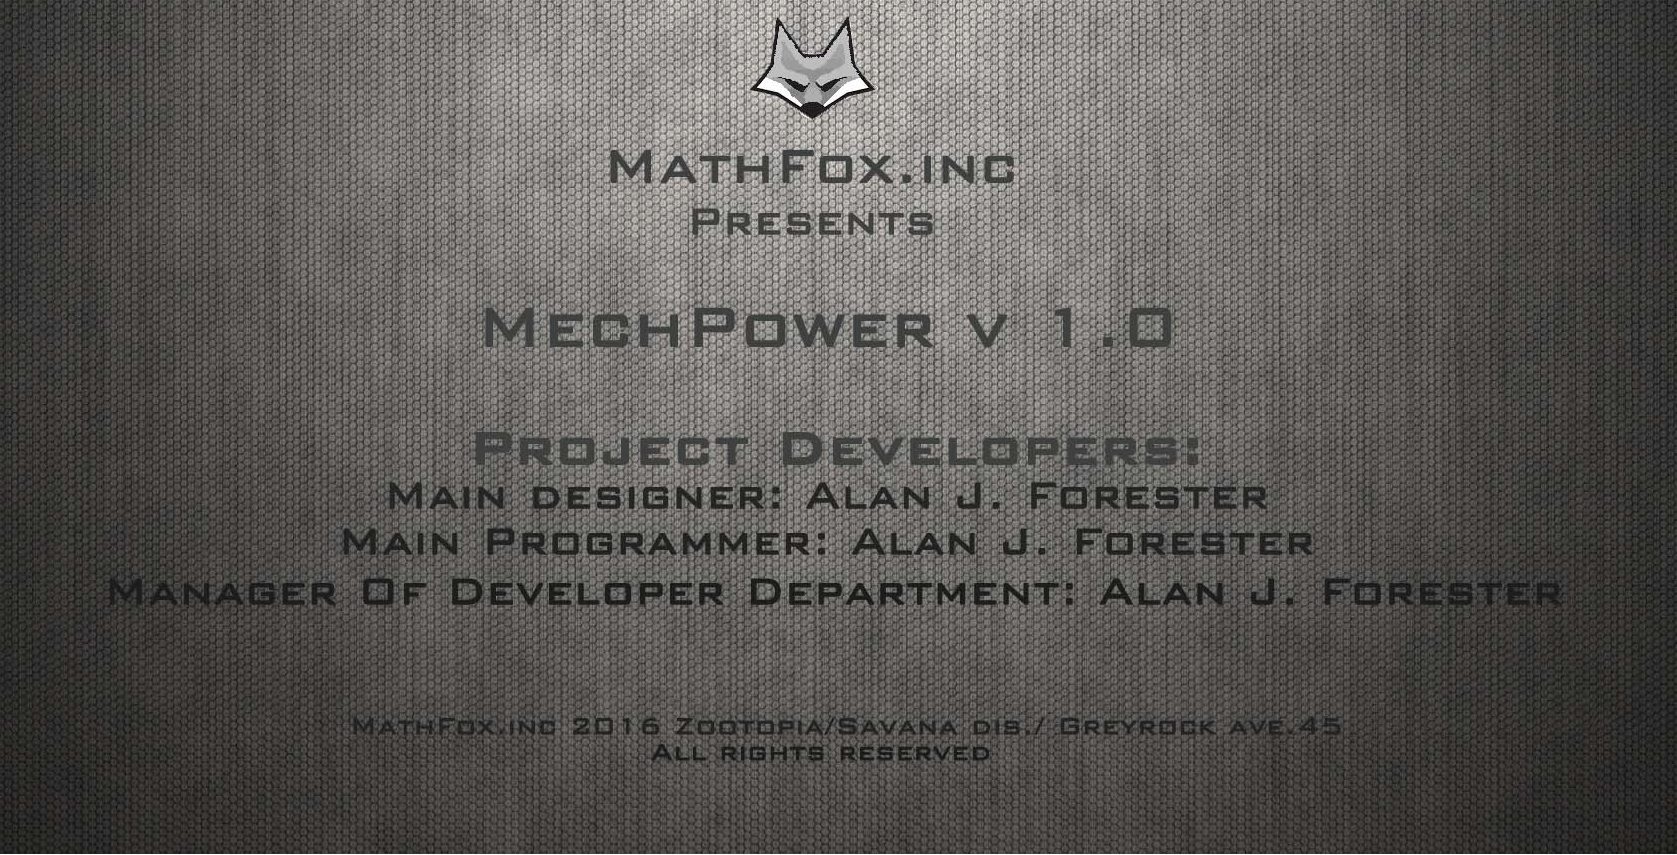 MathFox.inc
Presents
MechPower v 1.0
Project Developers:
Main designer: Alan J. Forester
Main Programmer: Alan J. Forester
Manager Of Developer Department: Alan J. Forester
MathFox.inc 2016 Zootopia/Savana dis./ Greyrock ave.45
All rights reserved